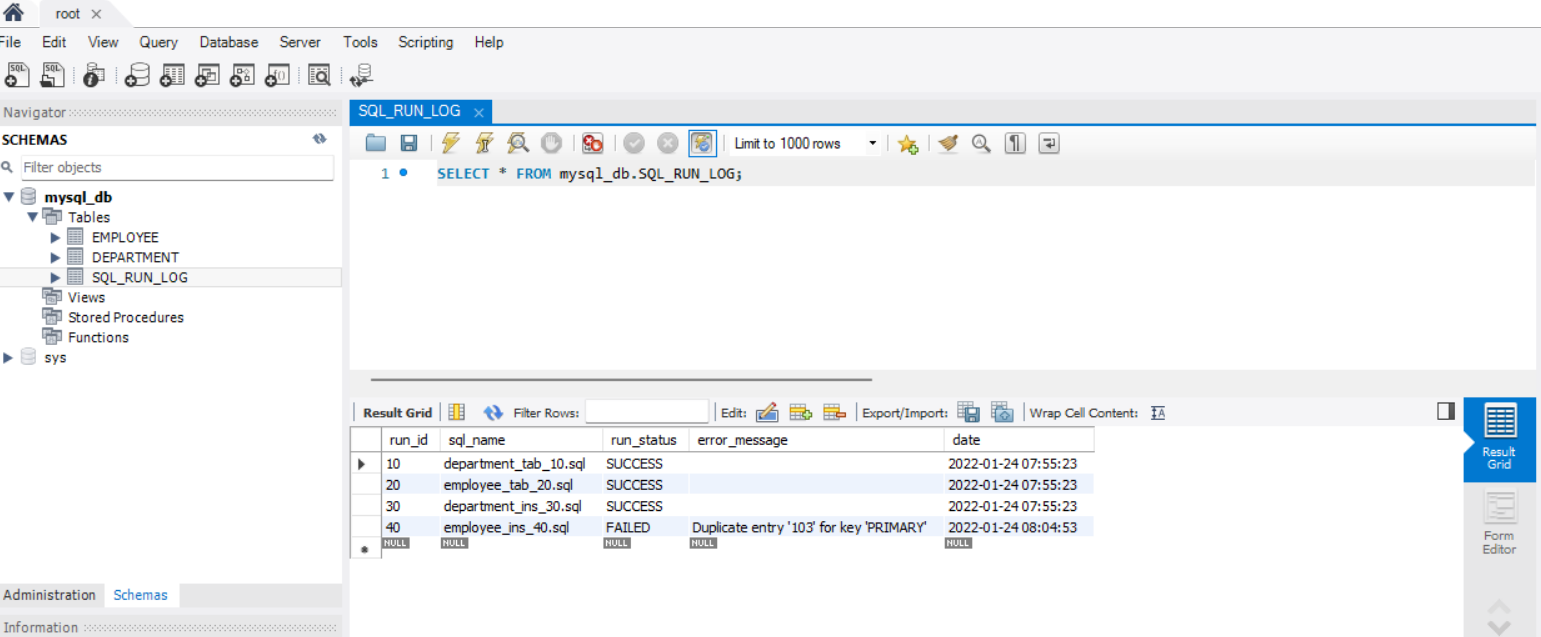 root ×
File Edit View Query Database Server Tools Scripting Help
SQL SQL
Navigator
SCHEMAS
Filter objects
mysql_db
Tables
EMPLOYEE
DEPARTMENT
SQL_RUN_LOG
Views
Stored Procedures
Functions
sys
Administration Schemas
Information
SQL_RUN_LOG ×
Limit to 1000 rows
1 SELECT * FROM mysql_db.SQL_RUN_LOG;
Result Grid Filter Rows: Edit: Export/Import: Wrap Cell Content: IA
run_id sql_name run_status error_message date
10 department_tab_10.sql SUCCESS 2022-01-24 07:55:23
20 employee_tab_20.sql SUCCESS 2022-01-24 07:55:23
30 department_ins_30.sql SUCCESS 2022-01-24 07:55:23
40 employee_ins_40.sql FAILED Duplicate entry '103' for key 'PRIMARY' 2022-01-24 08:04:53
NULL NULL NULL NULL NULL
Result
Grid
Form
Editor